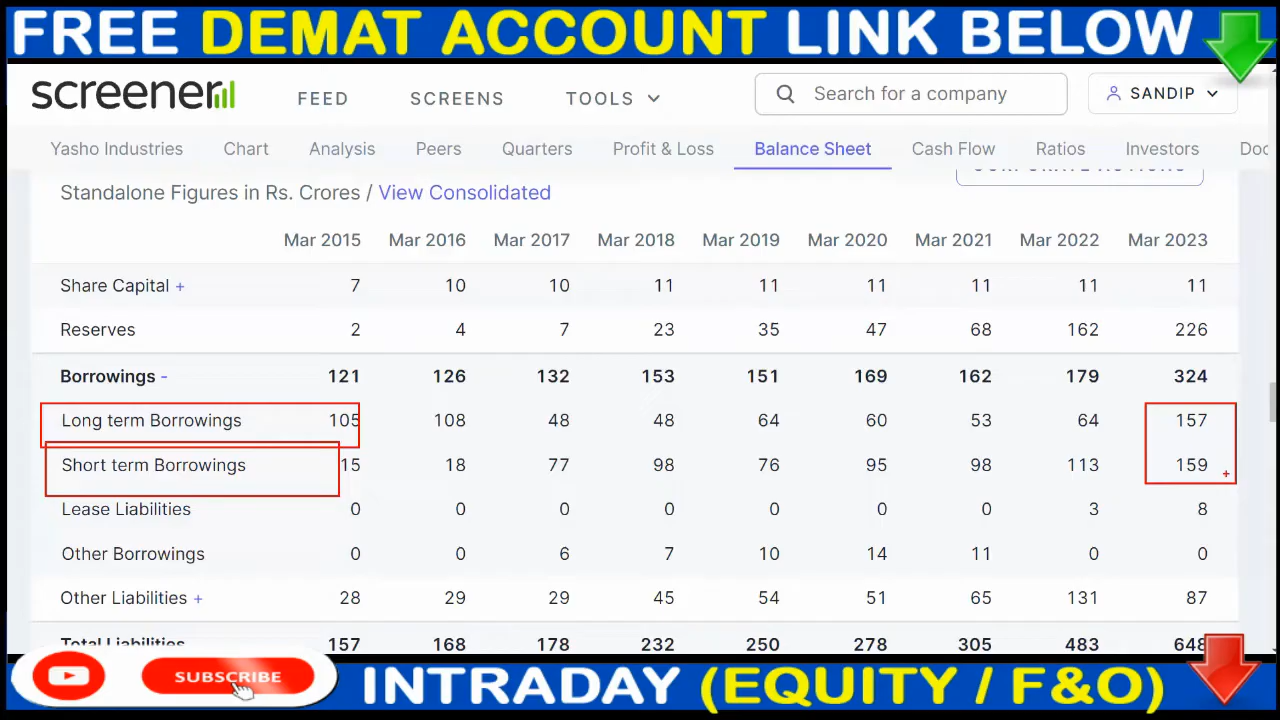 FREE DEMAT ACCOUNT LINK BELOW
screener
FEED SCREENS TOOLS
Search for a company
SANDIP
Yasho Industries Chart Analysis Peers Quarters Profit & Loss Balance Sheet Cash Flow Ratios Investors Doc
CORPORATE ACTIONS
Standalone Figures in Rs. Crores / View Consolidated
Mar 2015 Mar 2016 Mar 2017 Mar 2018 Mar 2019 Mar 2020 Mar 2021 Mar 2022 Mar 2023
Share Capital + 7 10 10 11 11 11 11 11 11
Reserves 2 4 7 23 35 47 68 162 226
Borrowings - 121 126 132 153 151 169 162 179 324
Long term Borrowings 105 108 48 48 64 60 53 64 157
Short term Borrowings 15 18 77 98 76 95 98 113 159
Lease Liabilities 0 0 0 0 0 0 0 3 8
Other Borrowings 0 0 6 7 10 14 11 0 0
Other Liabilities + 28 29 29 45 54 51 65 131 87
Total Liabilities 157 168 178 232 250 278 305 483 648
SUBSCRIBE
INTRADAY (EQUITY / F&O)